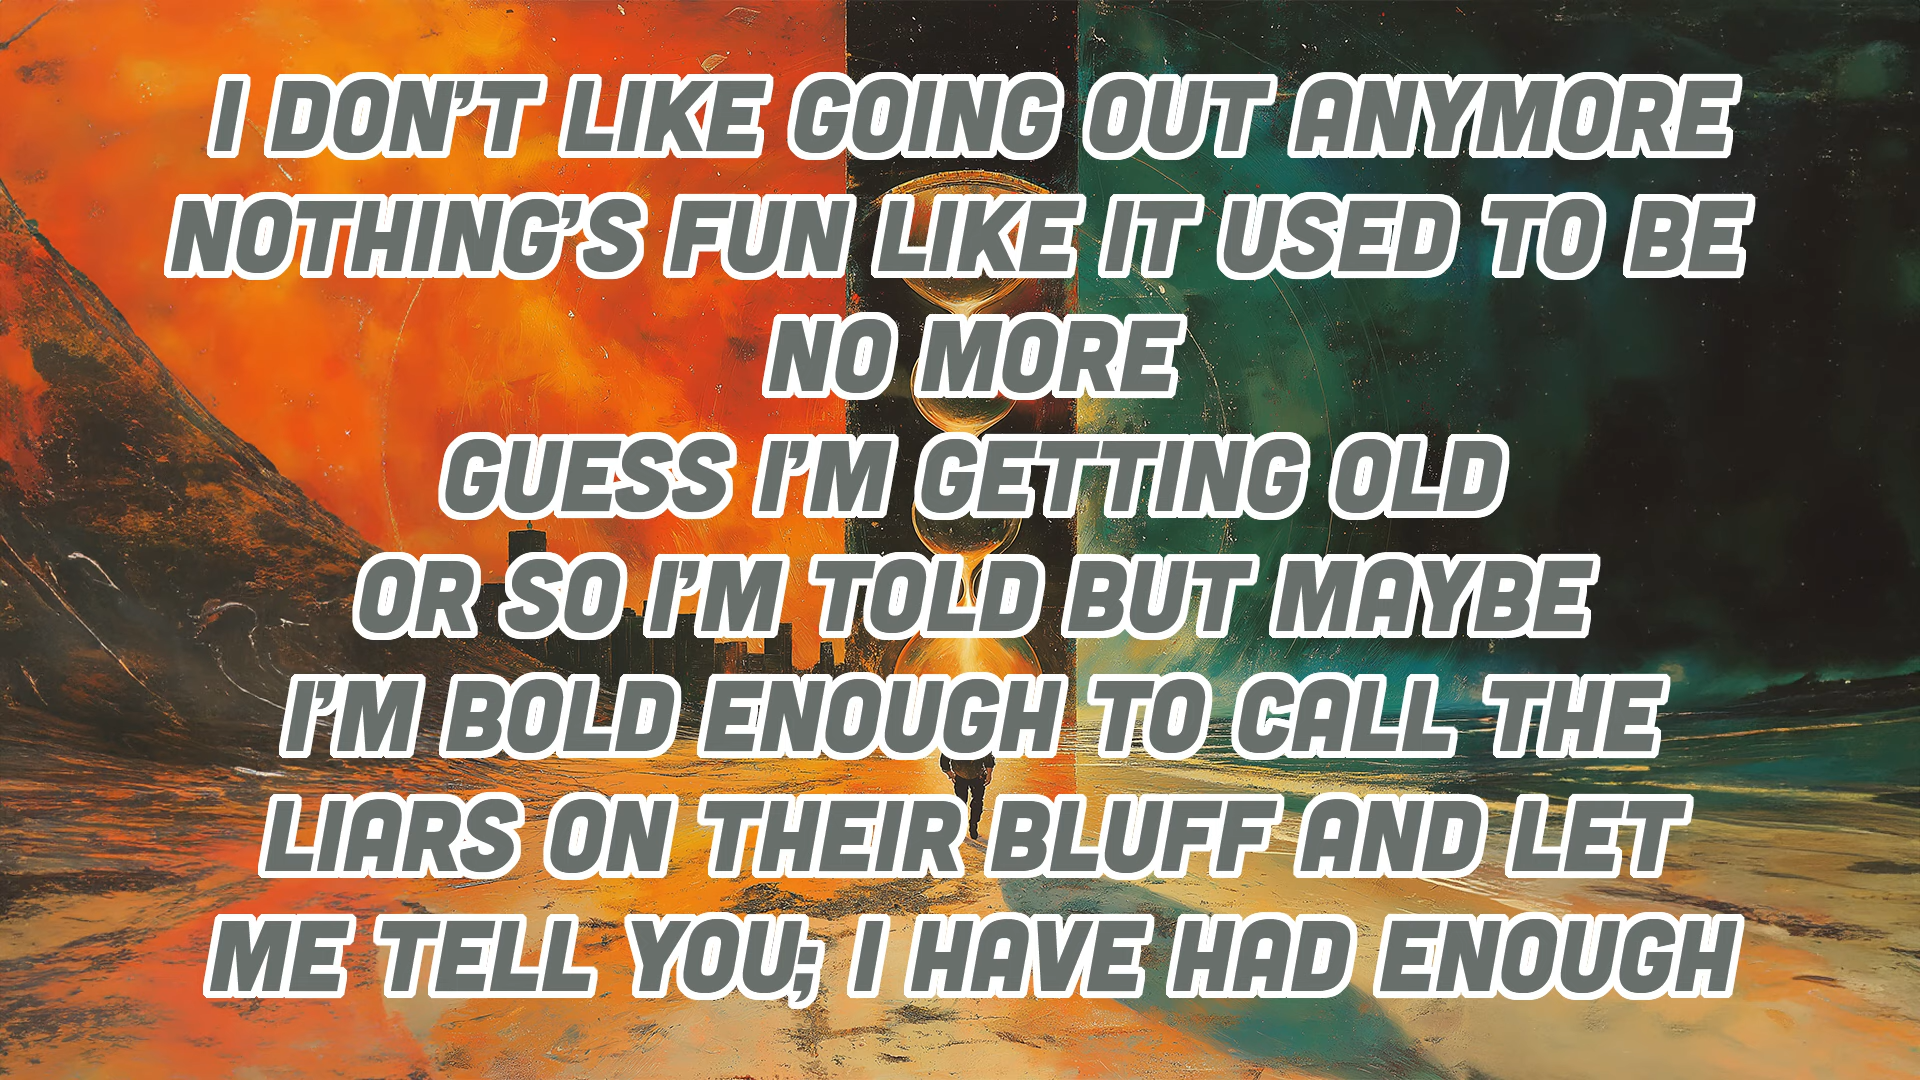 I DON'T LIKE GOING OUT ANYMORE
NOTHING'S FUN LIKE IT USED TO BE
NO MORE
GUESS I'M GETTING OLD
OR SO I'M TOLD BUT MAYBE
I'M BOLD ENOUGH TO CALL THE
LIARS ON THEIR BLUFF AND LET
ME TELL YOU; I HAVE HAD ENOUGH